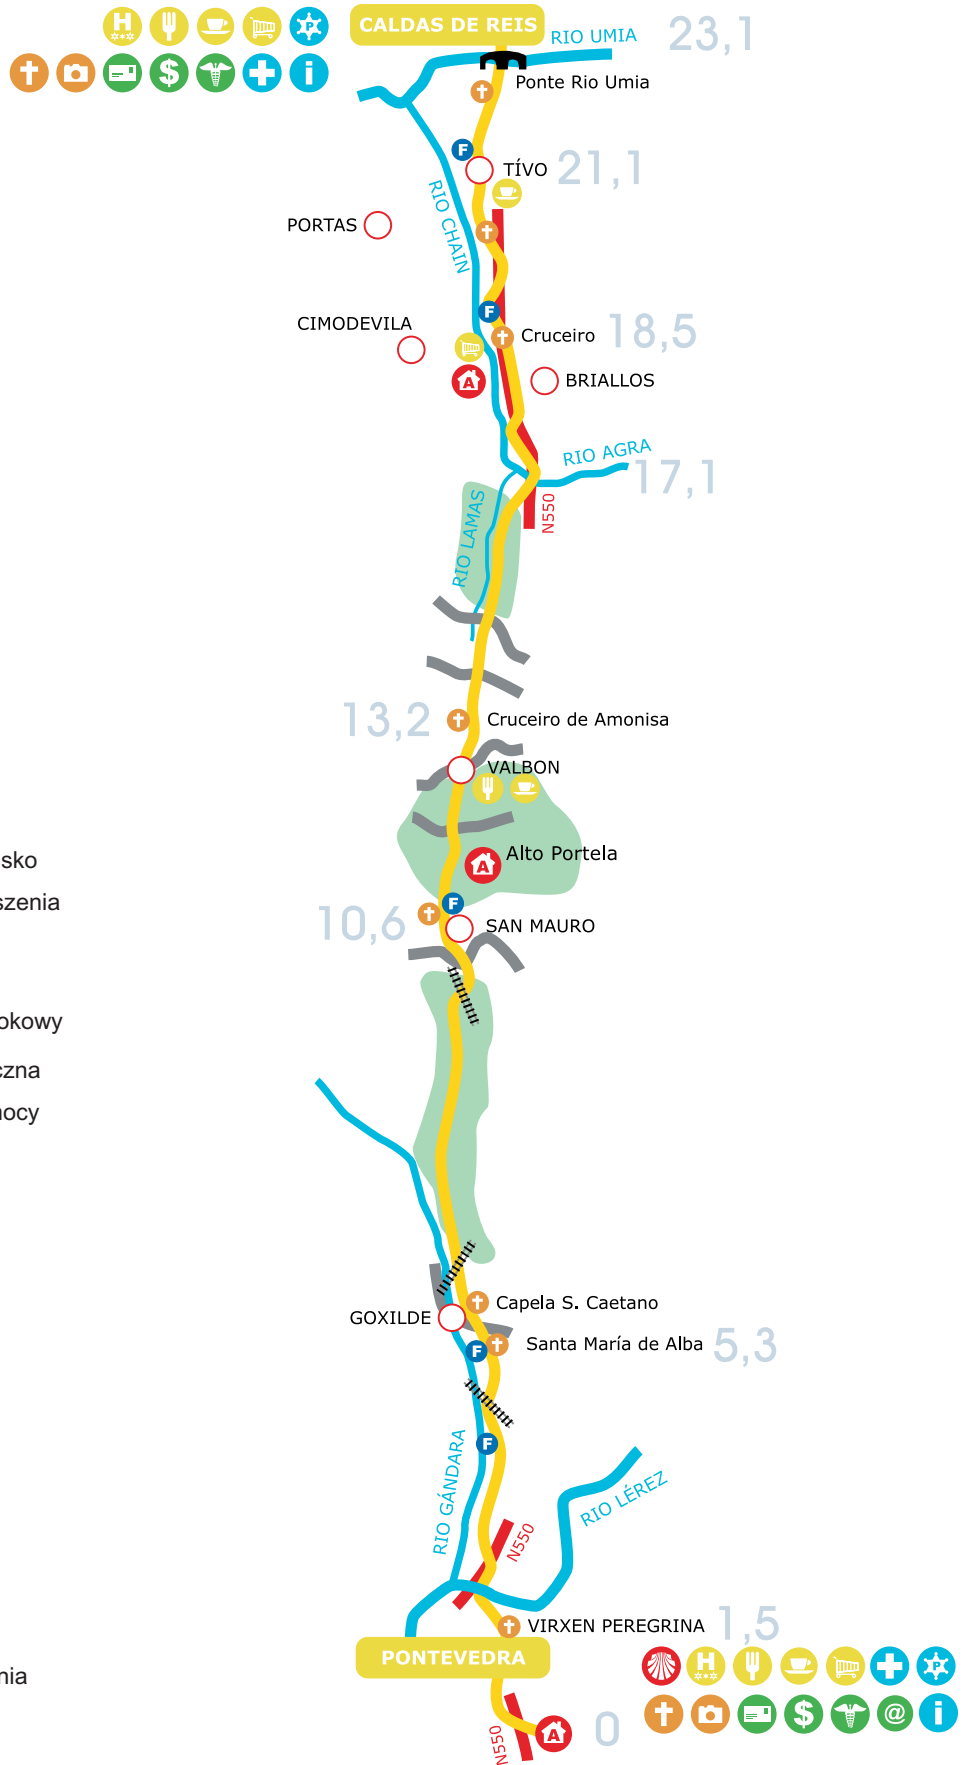 CALDAS DE REIS
RIO UMIA
23,1
Ponte Rio Umia
TÍVO
21,1
RIO CHAIN
PORTAS
CIMODEVILA
Cruceiro
18,5
BRIALLOS
RIO AGRA
17,1
N550
RIO LAMAS
13,2
Cruceiro de Amonisa
VALBON
Alto Portela
sko
szenia
10,6
SAN MAURO
okowy
czna
nocy
Capela S. Caetano
GOXILDE
Santa María de Alba
5,3
RIO GÁNDARA
RIO LÉREZ
N550
VIRXEN PEREGRINA
1,5
PONTEVEDRA
nia
N550
0
H
P
$
i
F
F
A
A
F
F
F
H
P
$
@
i
A